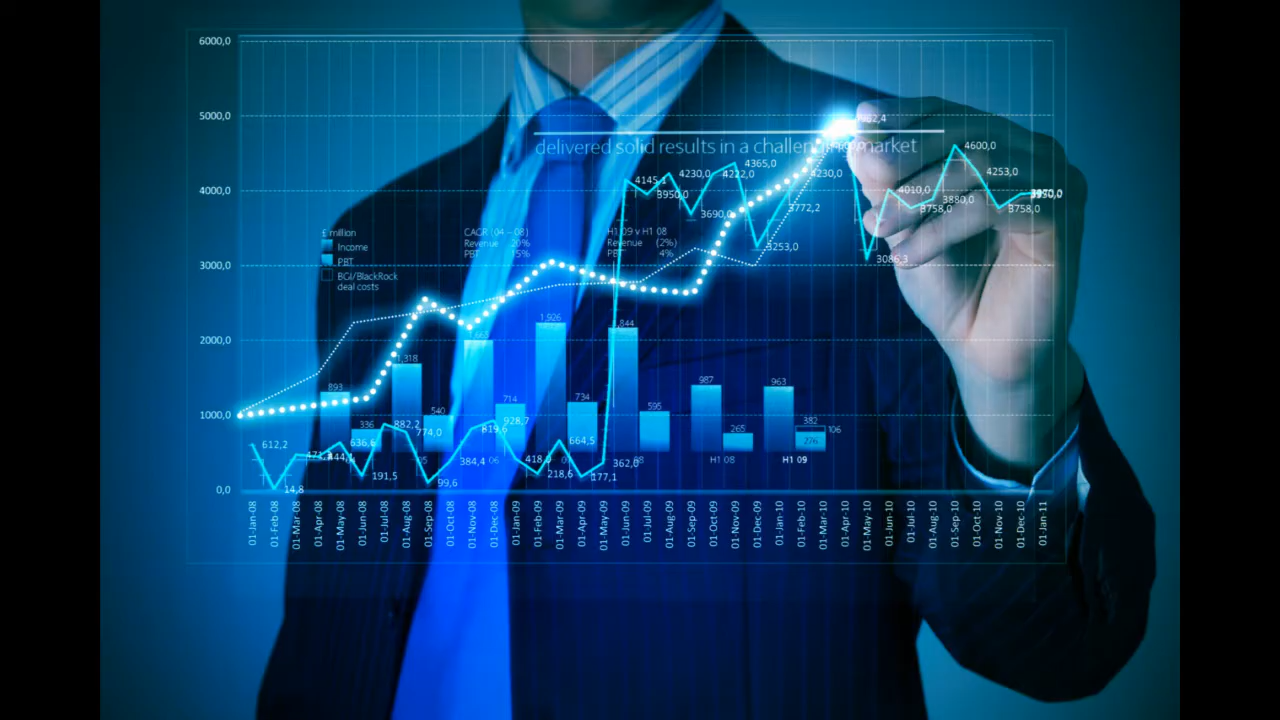 6000,0
5000,0
4000,0
3000,0
2000,0
1000,0
0,0
delivered solid results in a challenging market
£ million
Income
PBT
BGI/BlackRock
deal costs
CAGR (04 – 08)
Revenue 20%
PBT 15%
H1 09 v H1 08
Revenue (2%)
PBT 4%
4145,1
3950,0
4230,0
3690,0
4222,0
4365,0
3253,0
3772,2
4230,0
3086,3
4010,0
3758,0
3880,0
4600,0
4253,0
3758,0
893
336
1,318
540
714
1,926
734
1,844
595
987
265
963
382
106
276
612,2
14,8
444,1
636,6
191,5
882,2
774,0
99,6
384,4
819,6
928,7
418,0
218,6
664,5
177,1
362,0
06
H1 08
H1 09
01-Jan-08
01-Feb-08
01-Mar-08
01-Apr-08
01-May-08
01-Jun-08
01-Jul-08
01-Aug-08
01-Sep-08
01-Oct-08
01-Nov-08
01-Dec-08
01-Jan-09
01-Feb-09
01-Mar-09
01-Apr-09
01-May-09
01-Jun-09
01-Jul-09
01-Aug-09
01-Sep-09
01-Oct-09
01-Nov-09
01-Dec-09
01-Jan-10
01-Feb-10
01-Mar-10
01-Apr-10
01-May-10
01-Jun-10
01-Jul-10
01-Aug-10
01-Sep-10
01-Oct-10
01-Nov-10
01-Dec-10
01-Jan-11